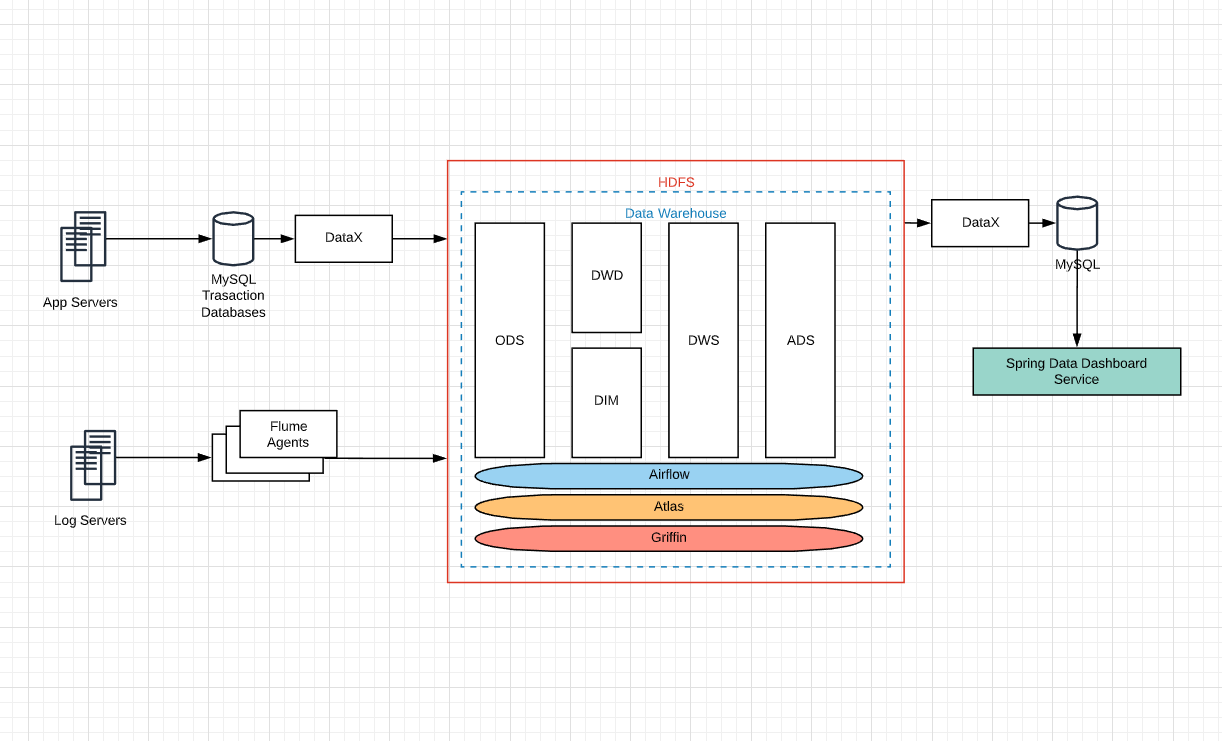 App Servers
MySQL
Trasaction
Databases
DataX
Log Servers
Flume
Agents
HDFS
Data Warehouse
ODS
DWD
DIM
DWS
ADS
Airflow
Atlas
Griffin
DataX
MySQL
Spring Data Dashboard
Service